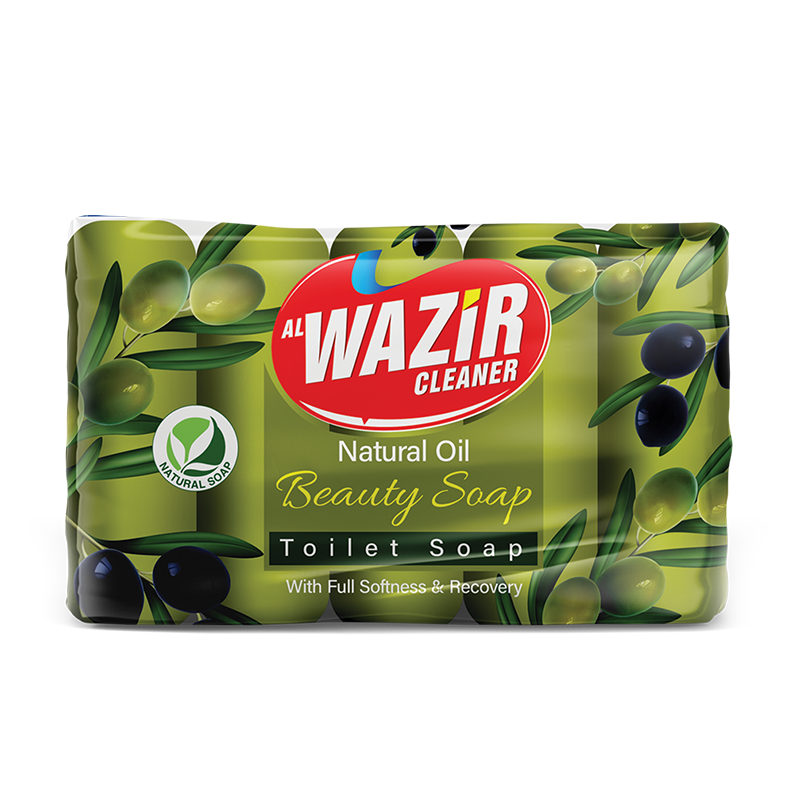 AL WAZiR
CLEANER
Natural Oil
Beauty Soap
Toilet Soap
With Full Softness & Recovery
NATURAL SOAP